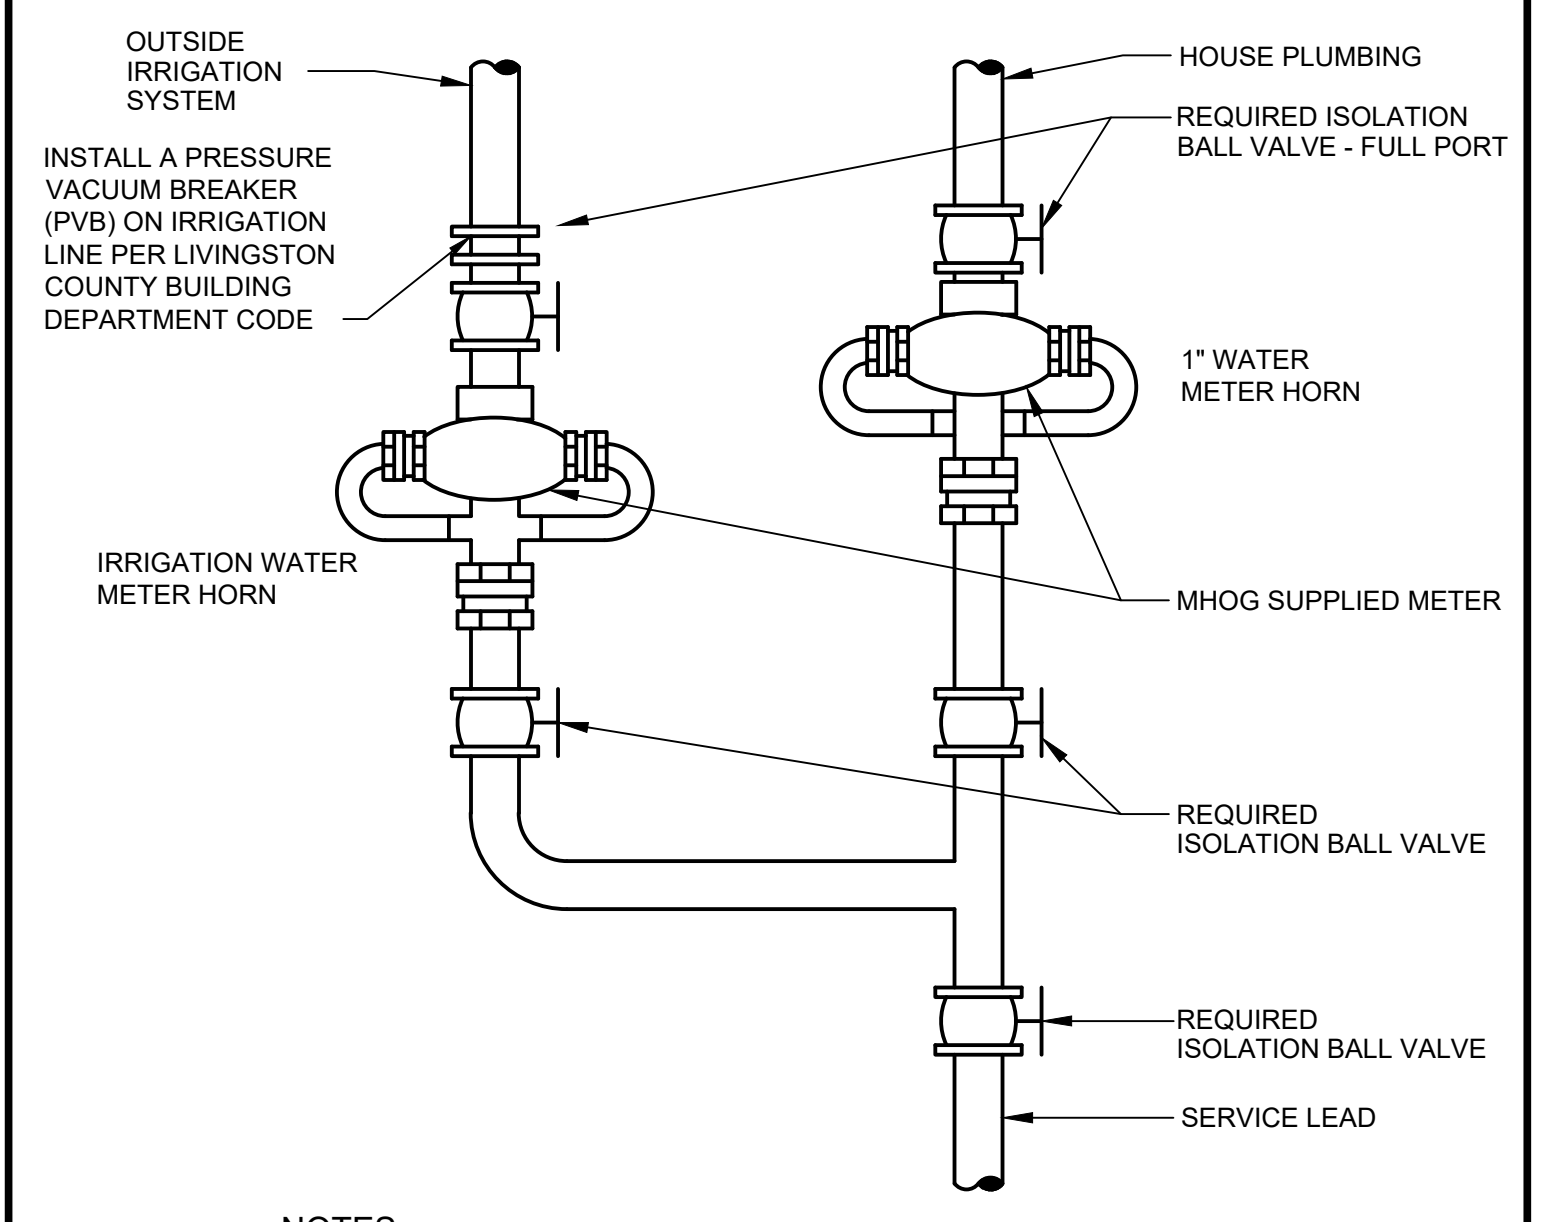 OUTSIDE
IRRIGATION
SYSTEM
INSTALL A PRESSURE
VACUUM BREAKER
(PVB) ON IRRIGATION
LINE PER LIVINGSTON
COUNTY BUILDING
DEPARTMENT CODE
IRRIGATION WATER
METER HORN
HOUSE PLUMBING
REQUIRED ISOLATION
BALL VALVE - FULL PORT
1" WATER
METER HORN
MHOG SUPPLIED METER
REQUIRED
ISOLATION BALL VALVE
REQUIRED
ISOLATION BALL VALVE
SERVICE LEAD
NOTES